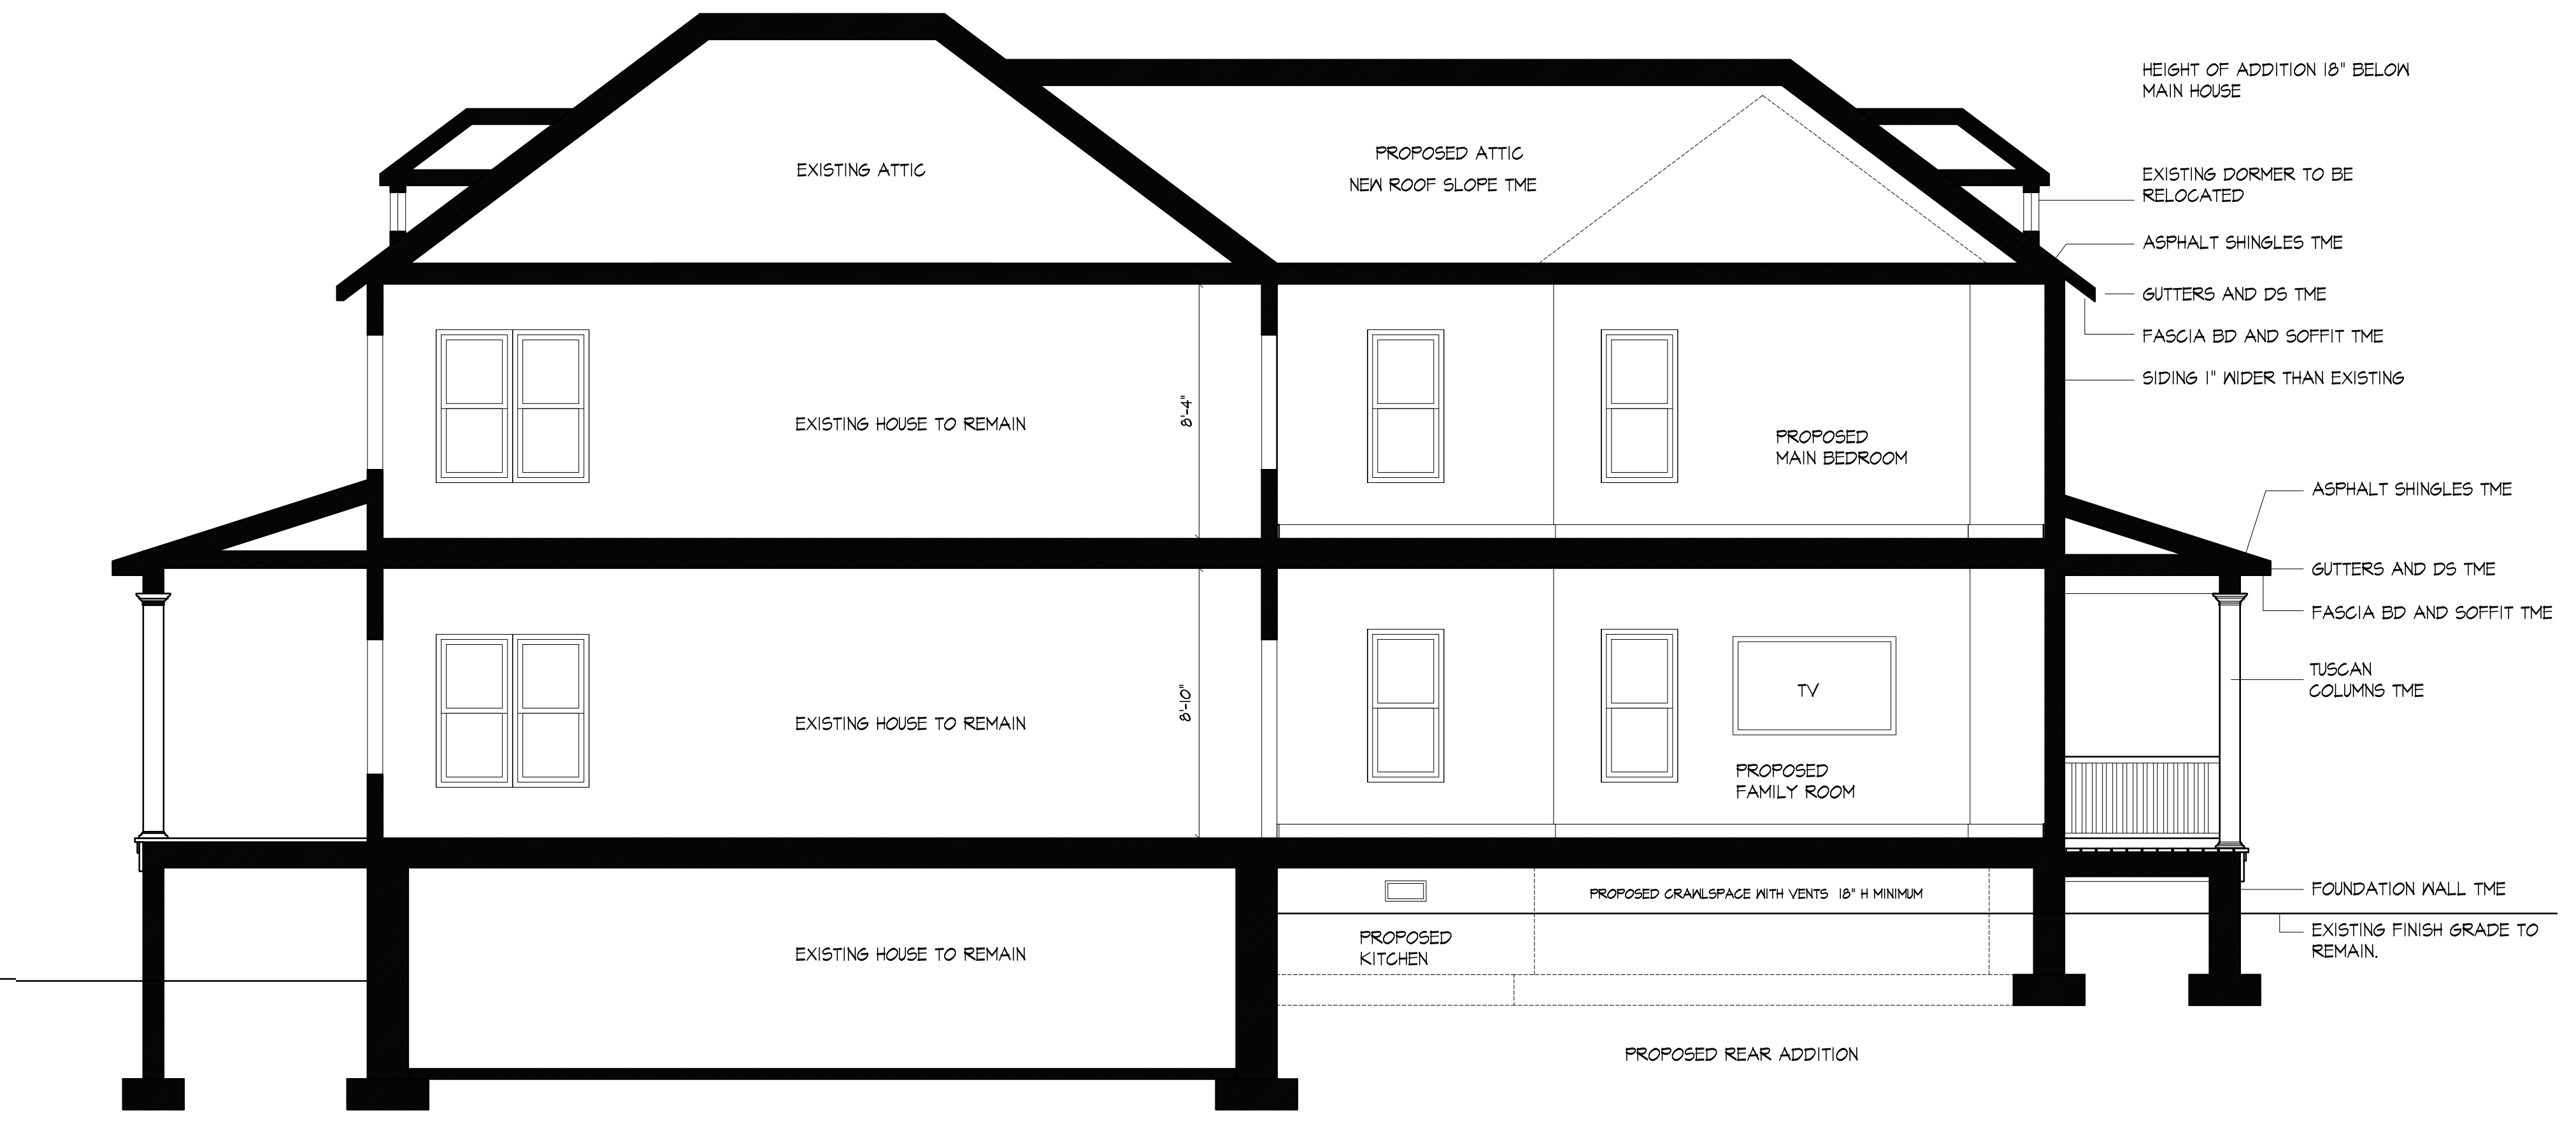 HEIGHT OF ADDITION 18" BELOW
MAIN HOUSE
EXISTING ATTIC
PROPOSED ATTIC
NEW ROOF SLOPE TME
EXISTING DORMER TO BE
RELOCATED
ASPHALT SHINGLES TME
GUTTERS AND DS TME
FASCIA BD AND SOFFIT TME
SIDING 1" WIDER THAN EXISTING
EXISTING HOUSE TO REMAIN
8'-4"
PROPOSED
MAIN BEDROOM
ASPHALT SHINGLES TME
GUTTERS AND DS TME
FASCIA BD AND SOFFIT TME
TUSCAN
COLUMNS TME
EXISTING HOUSE TO REMAIN
8'-10"
TV
PROPOSED
FAMILY ROOM
PROPOSED CRAWLSPACE WITH VENTS 18" H MINIMUM
FOUNDATION WALL TME
EXISTING FINISH GRADE TO
REMAIN.
EXISTING HOUSE TO REMAIN
PROPOSED
KITCHEN
PROPOSED REAR ADDITION